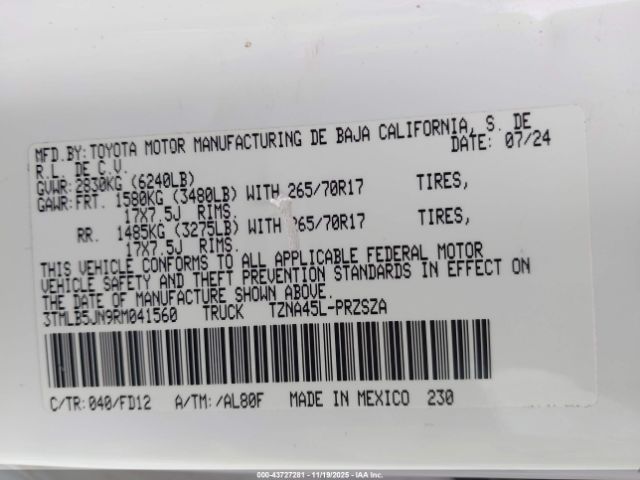 MFD.BY:TOYOTA MOTOR MANUFACTURING DE BAJA CALIFORNIA, S. DE
R.L. DE C.V. DATE: 07/24
GVWR:2830KG (6240LB)
GAWR:FRT. 1580KG (3480LB) WITH 265/70R17 TIRES,
17X7.5J RIMS.
RR. 1485KG (3275LB) WITH 265/70R17 TIRES,
17X7.5J RIMS.
THIS VEHICLE CONFORMS TO ALL APPLICABLE FEDERAL MOTOR
VEHICLE SAFETY AND THEFT PREVENTION STANDARDS IN EFFECT ON
THE DATE OF MANUFACTURE SHOWN ABOVE.
3TMLB5JN9RM041560 TRUCK TZNA45L-PRZSZA
C/TR:040/FD12 A/TM:/AL80F MADE IN MEXICO 230
000-43727281 - 11/19/2025 - IAAI.CA